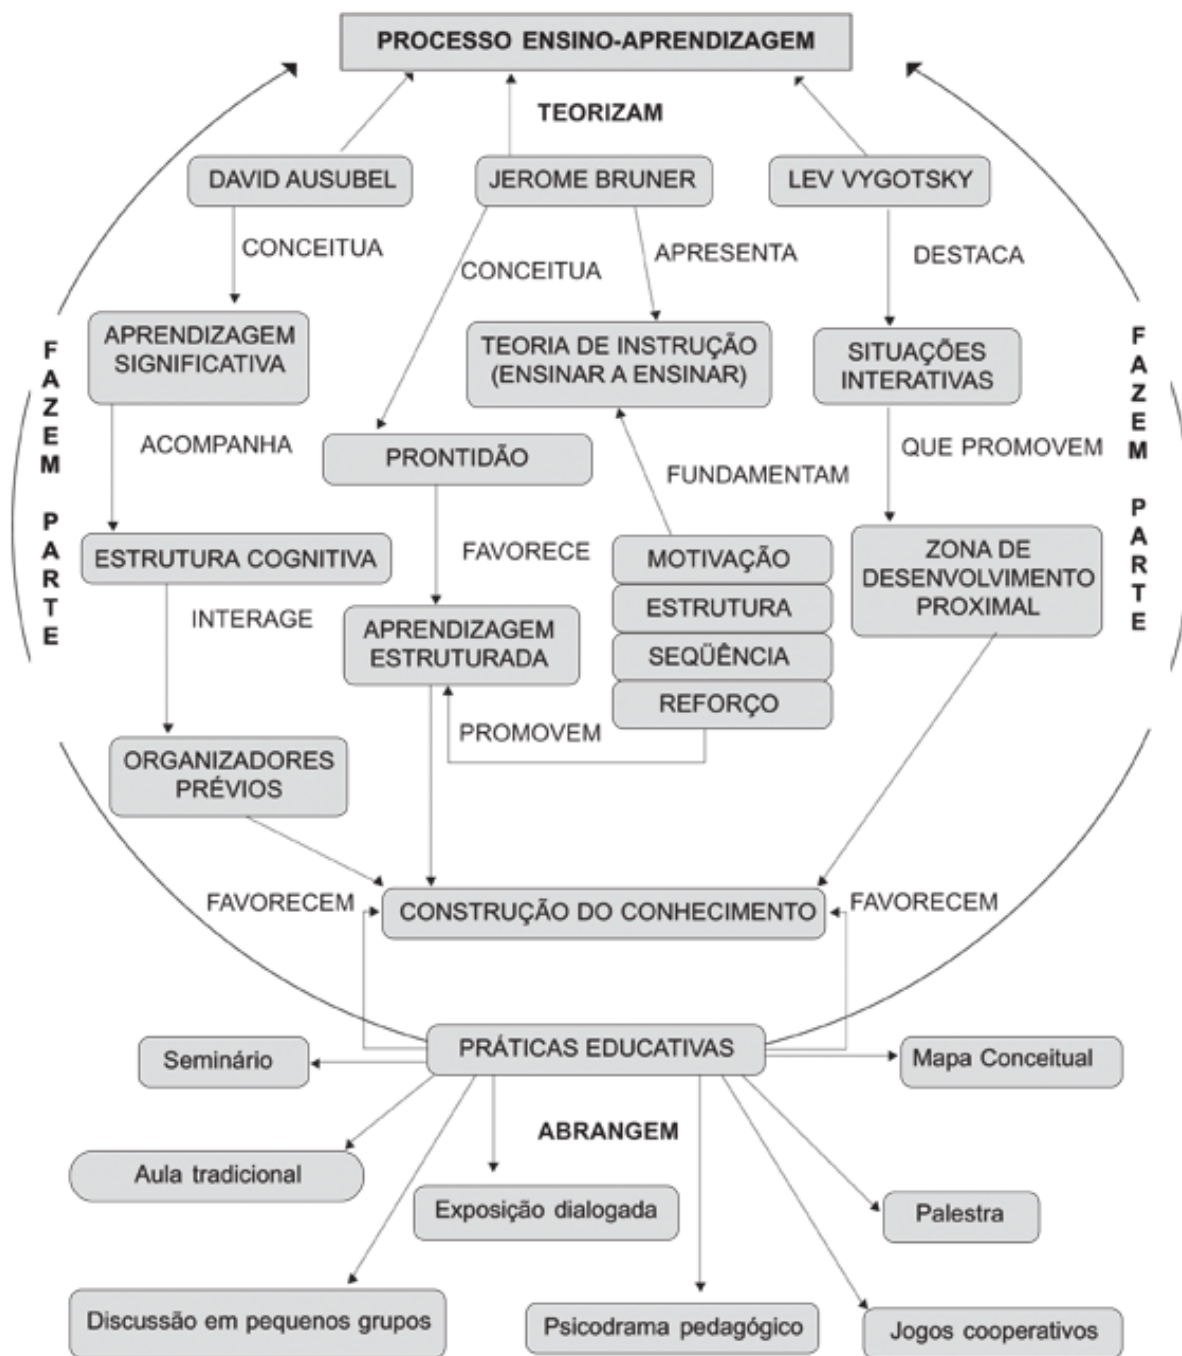 PROCESSO ENSINO-APRENDIZAGEM
TEORIZAM
DAVID AUSUBEL
JEROME BRUNER
LEV VYGOTSKY
CONCEITUA
CONCEITUA
APRESENTA
DESTACA
APRENDIZAGEM
SIGNIFICATIVA
TEORIA DE INSTRUÇÃO
(ENSINAR A ENSINAR)
SITUAÇÕES
INTERATIVAS
FAZEM PARTE
FAZEM PARTE
ACOMPANHA
PRONTIDÃO
FUNDAMENTAM
QUE PROMOVEM
ESTRUTURA COGNITIVA
FAVORECE
MOTIVAÇÃO
ESTRUTURA
SEQÜÊNCIA
REFORÇO
ZONA DE
DESENVOLVIMENTO
PROXIMAL
INTERAGE
APRENDIZAGEM
ESTRUTURADA
PROMOVEM
ORGANIZADORES
PRÉVIOS
FAVORECEM
CONSTRUÇÃO DO CONHECIMENTO
FAVORECEM
PRÁTICAS EDUCATIVAS
Seminário
Mapa Conceitual
ABRANGEM
Aula tradicional
Exposição dialogada
Palestra
Discussão em pequenos grupos
Psicodrama pedagógico
Jogos cooperativos